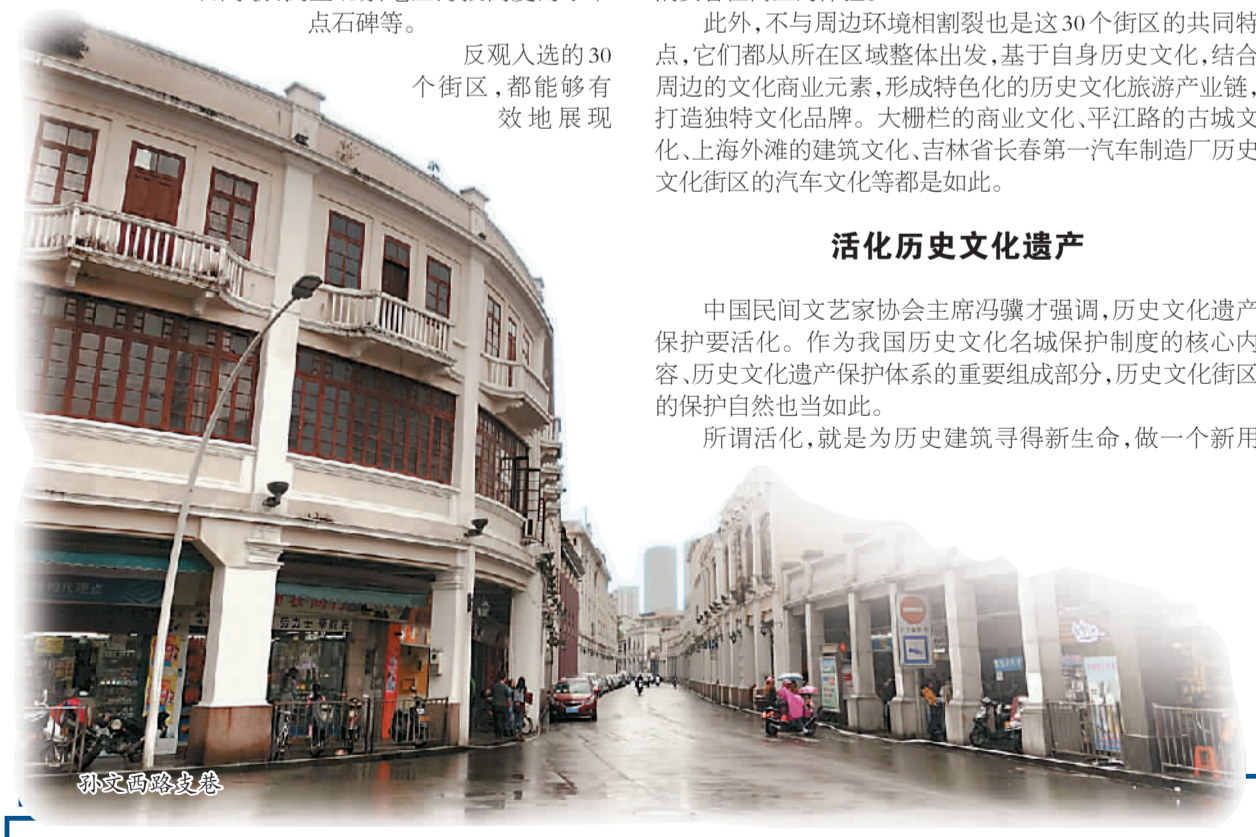 点石碑等。
反观入选的30
个街区，都能够有
效地展现
此外，不与周边环境相割裂也是这30个街区的共同特
点，它们都从所在区域整体出发，基于自身历史文化，结合
周边的文化商业元素，形成特色化的历史文化旅游产业链，
打造独特文化品牌。大栅栏的商业文化、平江路的古城文
化、上海外滩的建筑文化、吉林省长春第一汽车制造厂历史
文化街区的汽车文化等都是如此。
活化历史文化遗产
中国民间文艺家协会主席冯骥才强调，历史文化遗产
保护要活化。作为我国历史文化名城保护制度的核心内
容、历史文化遗产保护体系的重要组成部分，历史文化街区
的保护自然也当如此。
所谓活化，就是为历史建筑寻得新生命，做一个新用
劳力士
孙文西路支巷